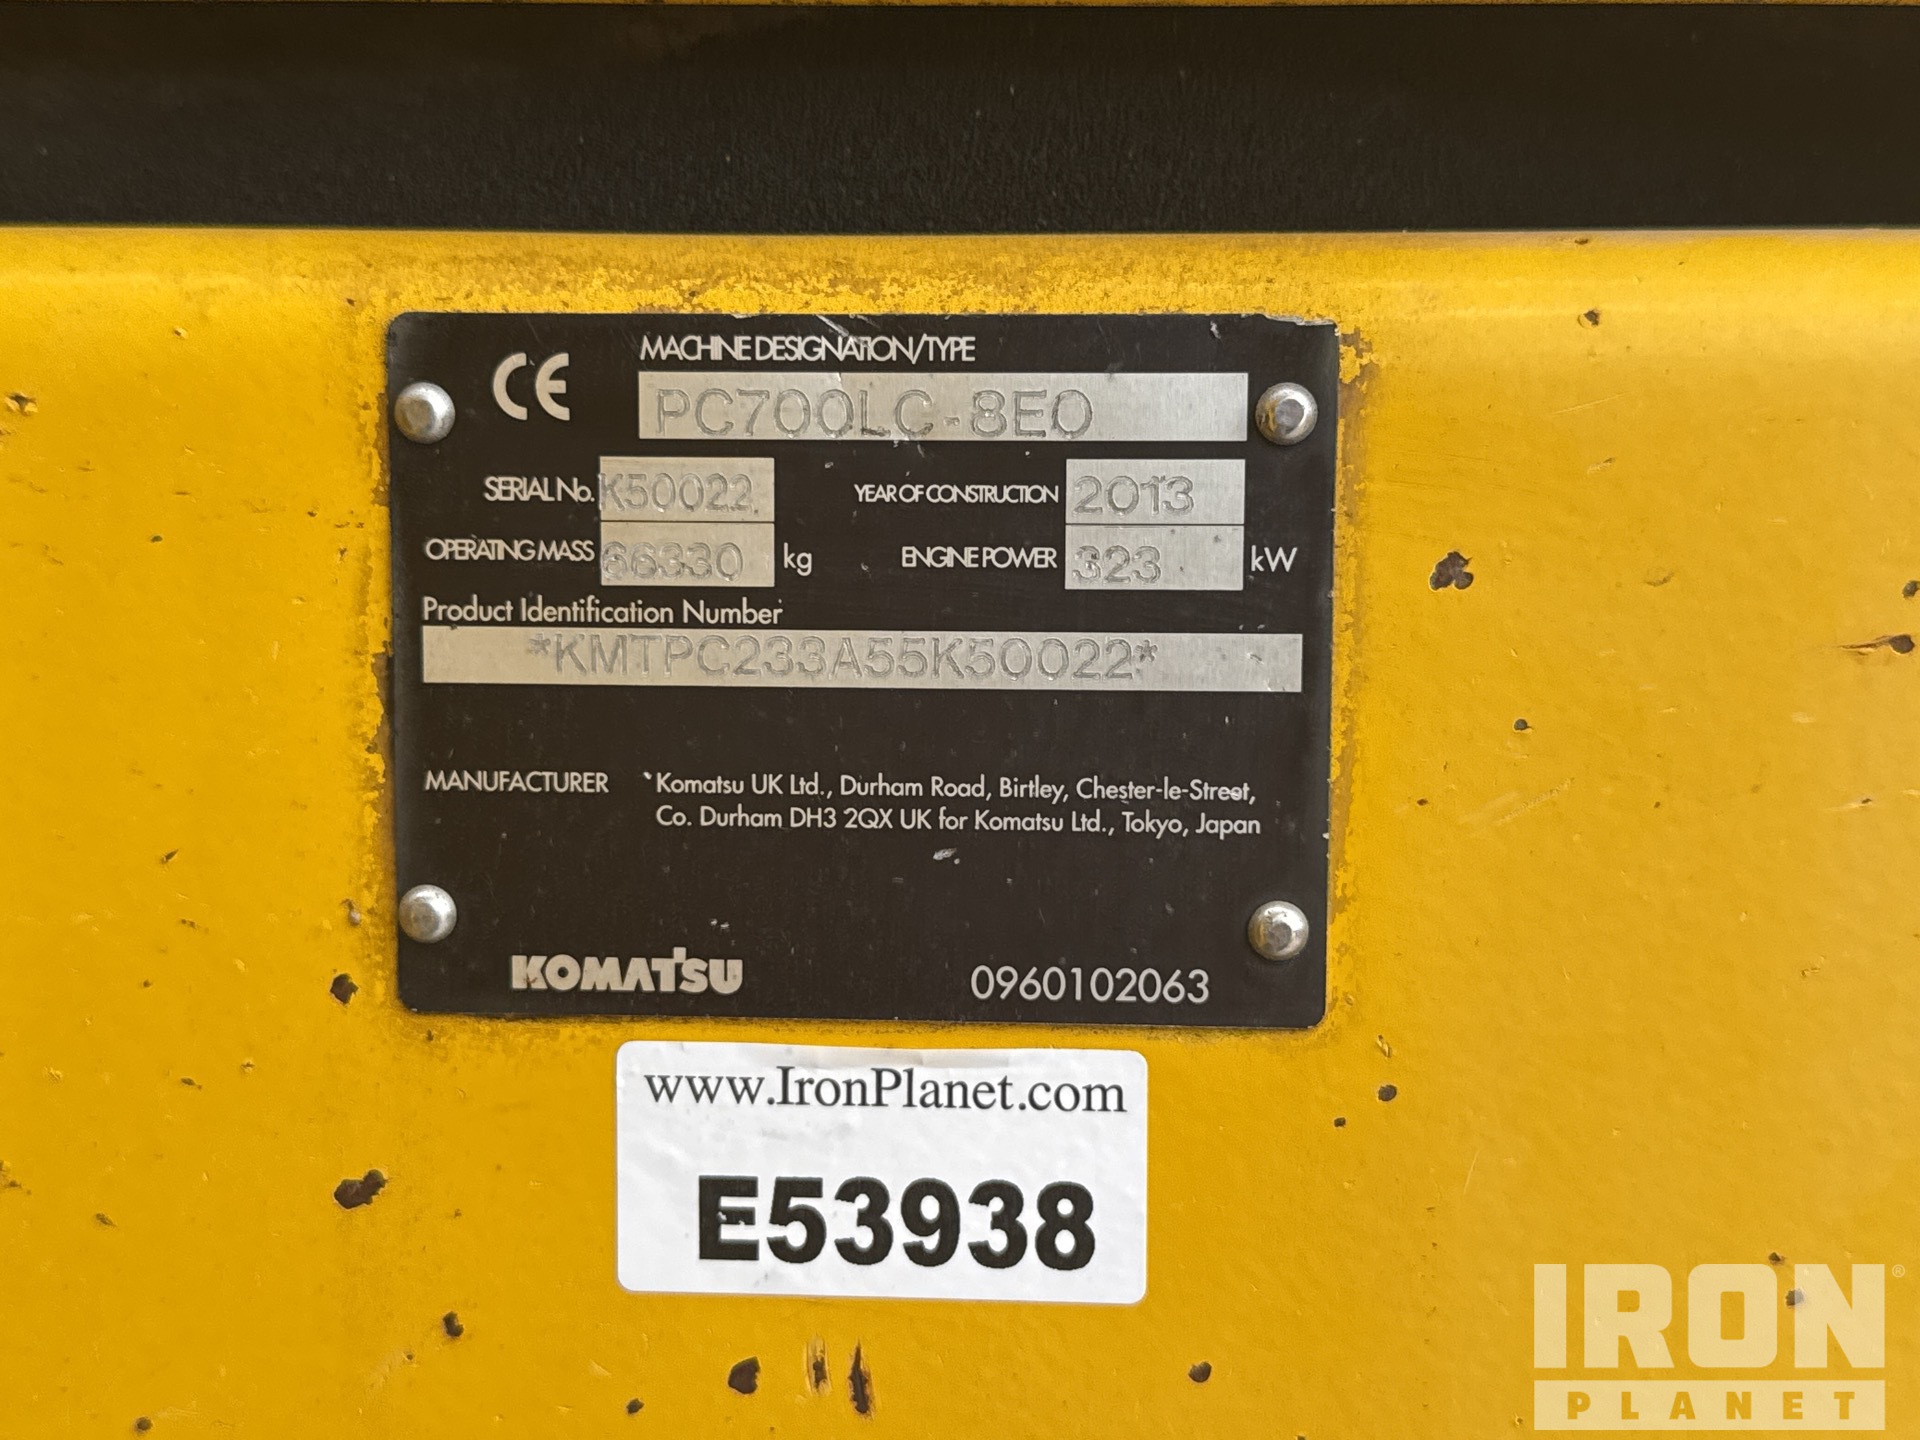 CE
MACHINE DESIGNATION/TYPE
PC700LC-8E0
SERIAL No. K50022 YEAR OF CONSTRUCTION 2013
OPERATING MASS 66330 kg ENGINE POWER 323 kW
Product Identification Number
*KMTPC233A55K50022*
MANUFACTURER Komatsu UK Ltd., Durham Road, Birtley, Chester-le-Street,
Co. Durham DH3 2QX UK for Komatsu Ltd., Tokyo, Japan
KOMATSU 0960102063
www.IronPlanet.com
E53938
IRON®
PLANET